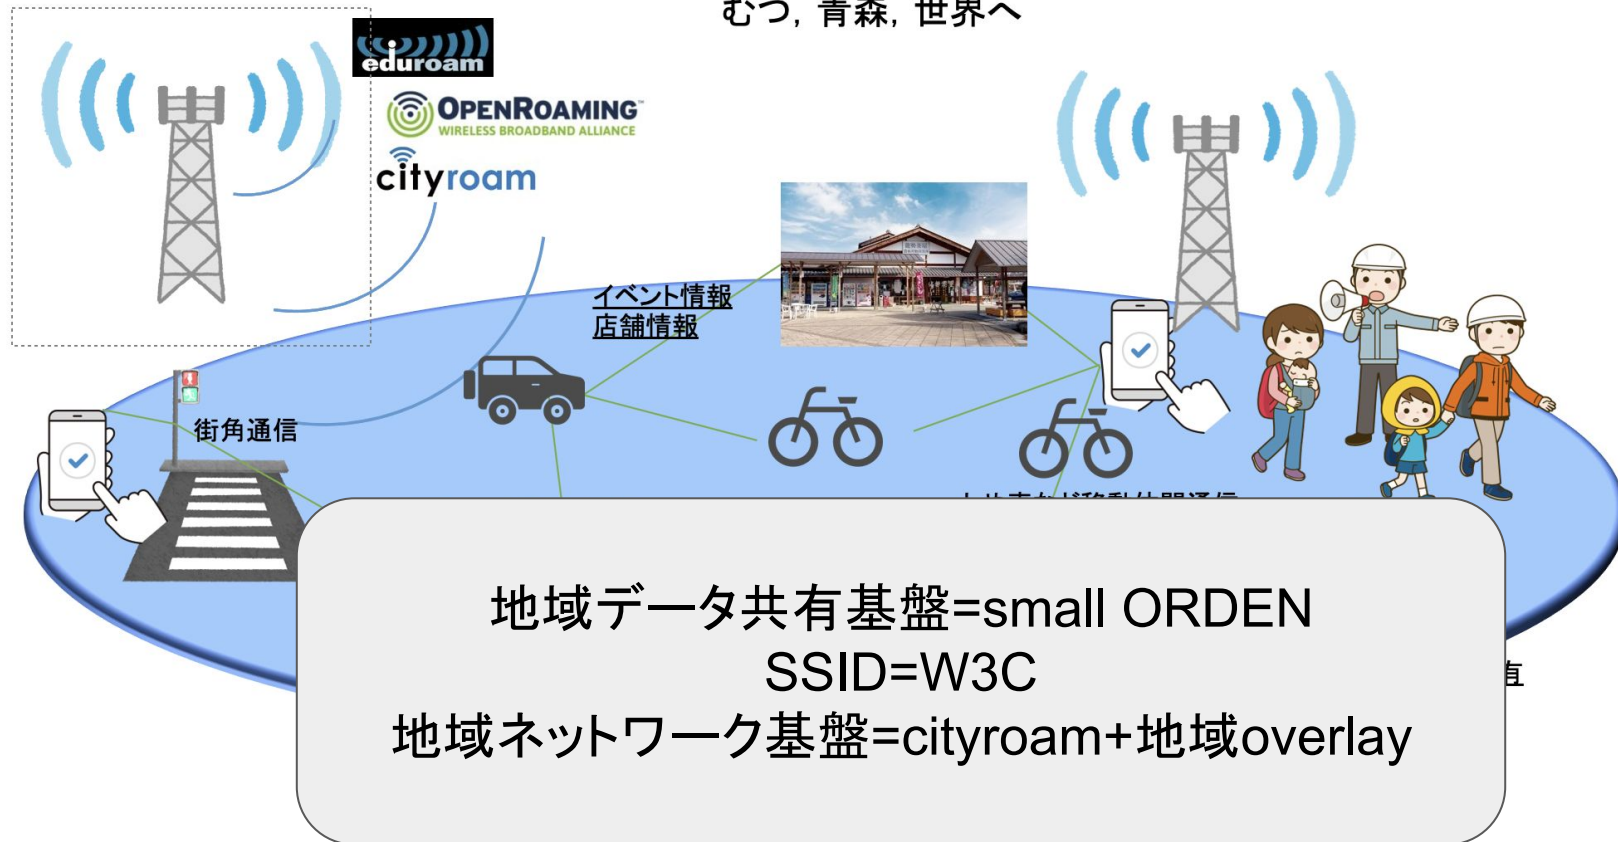 むつ, 青森, 世界へ
eduroam
OPENROAMING™
WIRELESS BROADBAND ALLIANCE
cityroam
イベント情報
店舗情報
街角通信
地域データ共有基盤=small ORDEN
SSID=W3C
地域ネットワーク基盤=cityroam+地域overlay